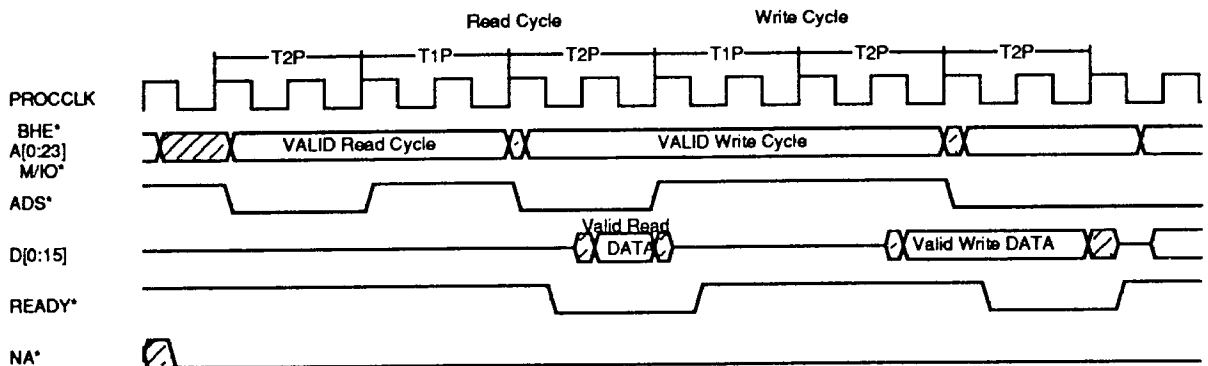 Read Cycle Write Cycle
T2P T1P T2P T1P T2P T2P
PROCCLK
BHE*
A[0:23]
M/IO*
VALID Read Cycle VALID Write Cycle
ADS*
D[0:15]
Valid Read
DATA
Valid Write DATA
READY*
NA*